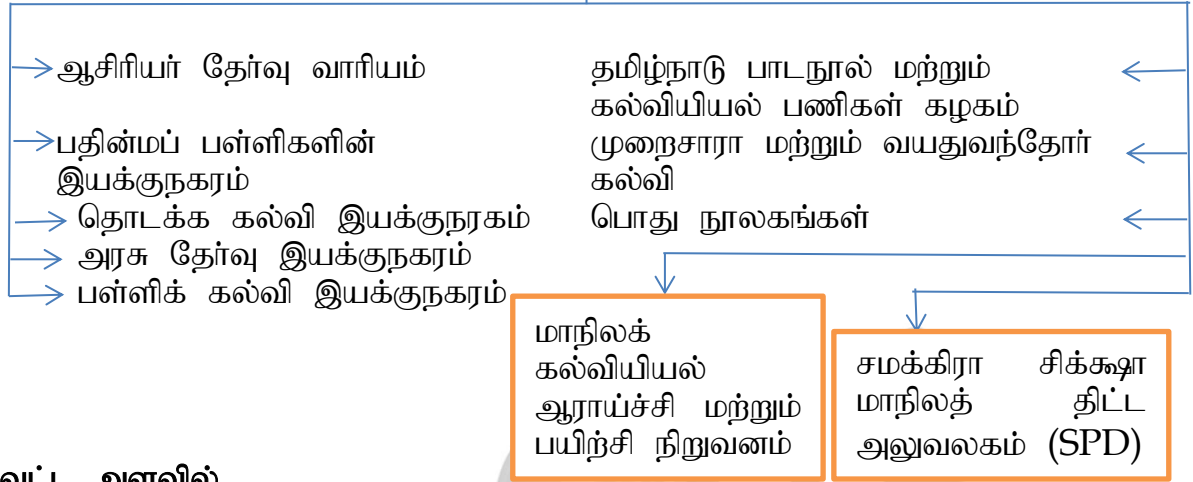 ஆசிரியர் தேர்வு வாரியம்
பதின்மப் பள்ளிகளின்
இயக்குநகரம்
தொடக்க கல்வி இயக்குநரகம்
அரசு தேர்வு இயக்குநகரம்
பள்ளிக் கல்வி இயக்குநகரம்
தமிழ்நாடு பாடநூல் மற்றும்
கல்வியியல் பணிகள் கழகம்
முறைசாரா மற்றும் வயதுவந்தோர்
கல்வி
பொது நூலகங்கள்
மாநிலக்
கல்வியியல்
ஆராய்ச்சி மற்றும்
பயிற்சி நிறுவனம்
சமக்கிரா சிக்க்ஷா
மாநிலத் திட்ட
அலுவலகம் (SPD)
அளவில்